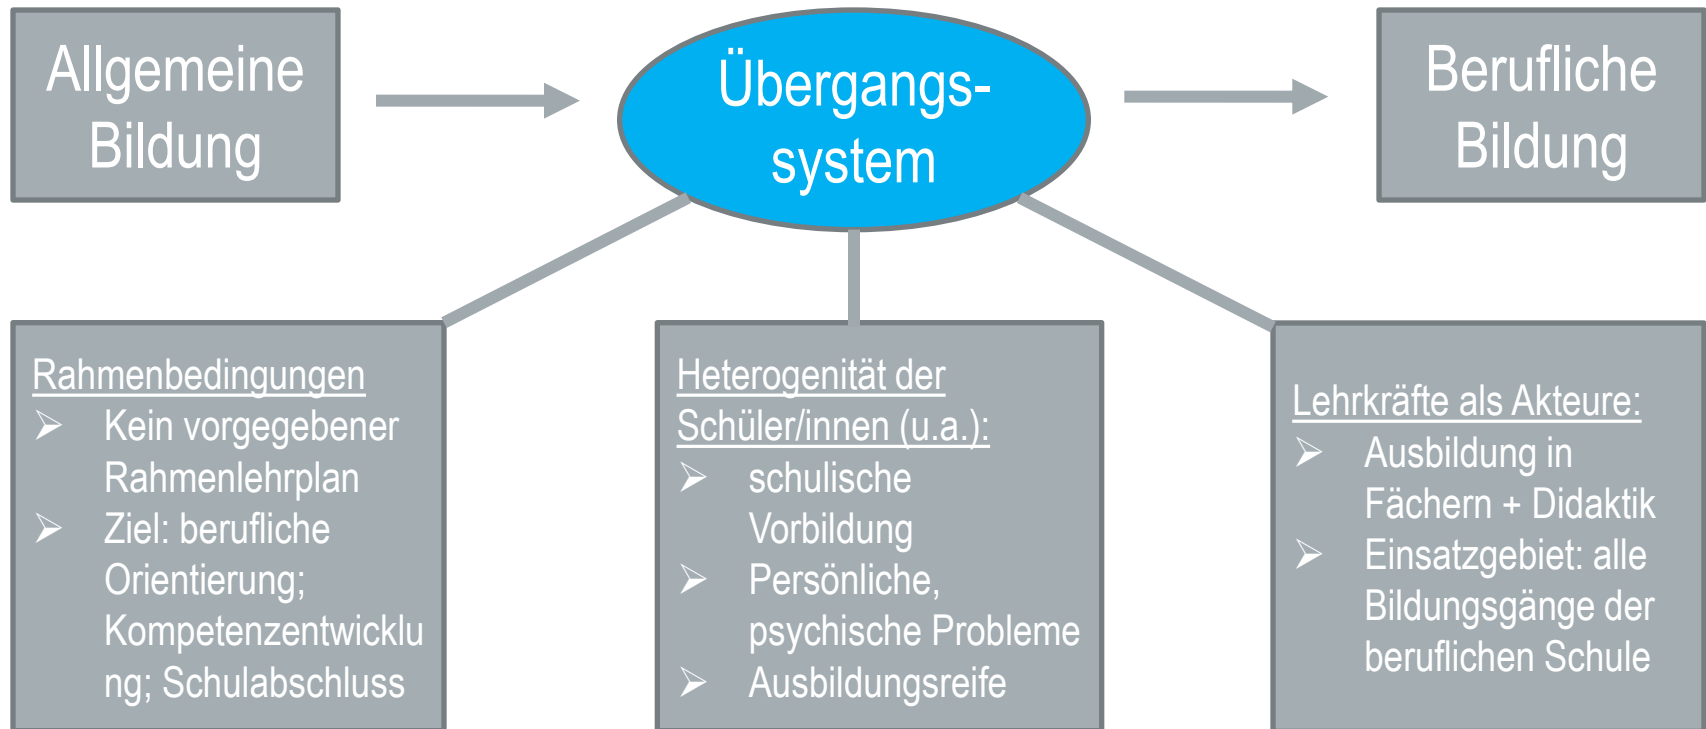 Allgemeine
Bildung
Übergangs-
system
Berufliche
Bildung
Rahmenbedingungen
➢ Kein vorgegebener
Rahmenlehrplan
➢ Ziel: berufliche
Orientierung;
Kompetenzentwicklu
ng; Schulabschluss
Heterogenität der
Schüler/innen (u.a.):
➢ schulische
Vorbildung
➢ Persönliche,
psychische Probleme
➢ Ausbildungsreife
Lehrkräfte als Akteure:
➢ Ausbildung in
Fächern + Didaktik
➢ Einsatzgebiet: alle
Bildungsgänge der
beruflichen Schule